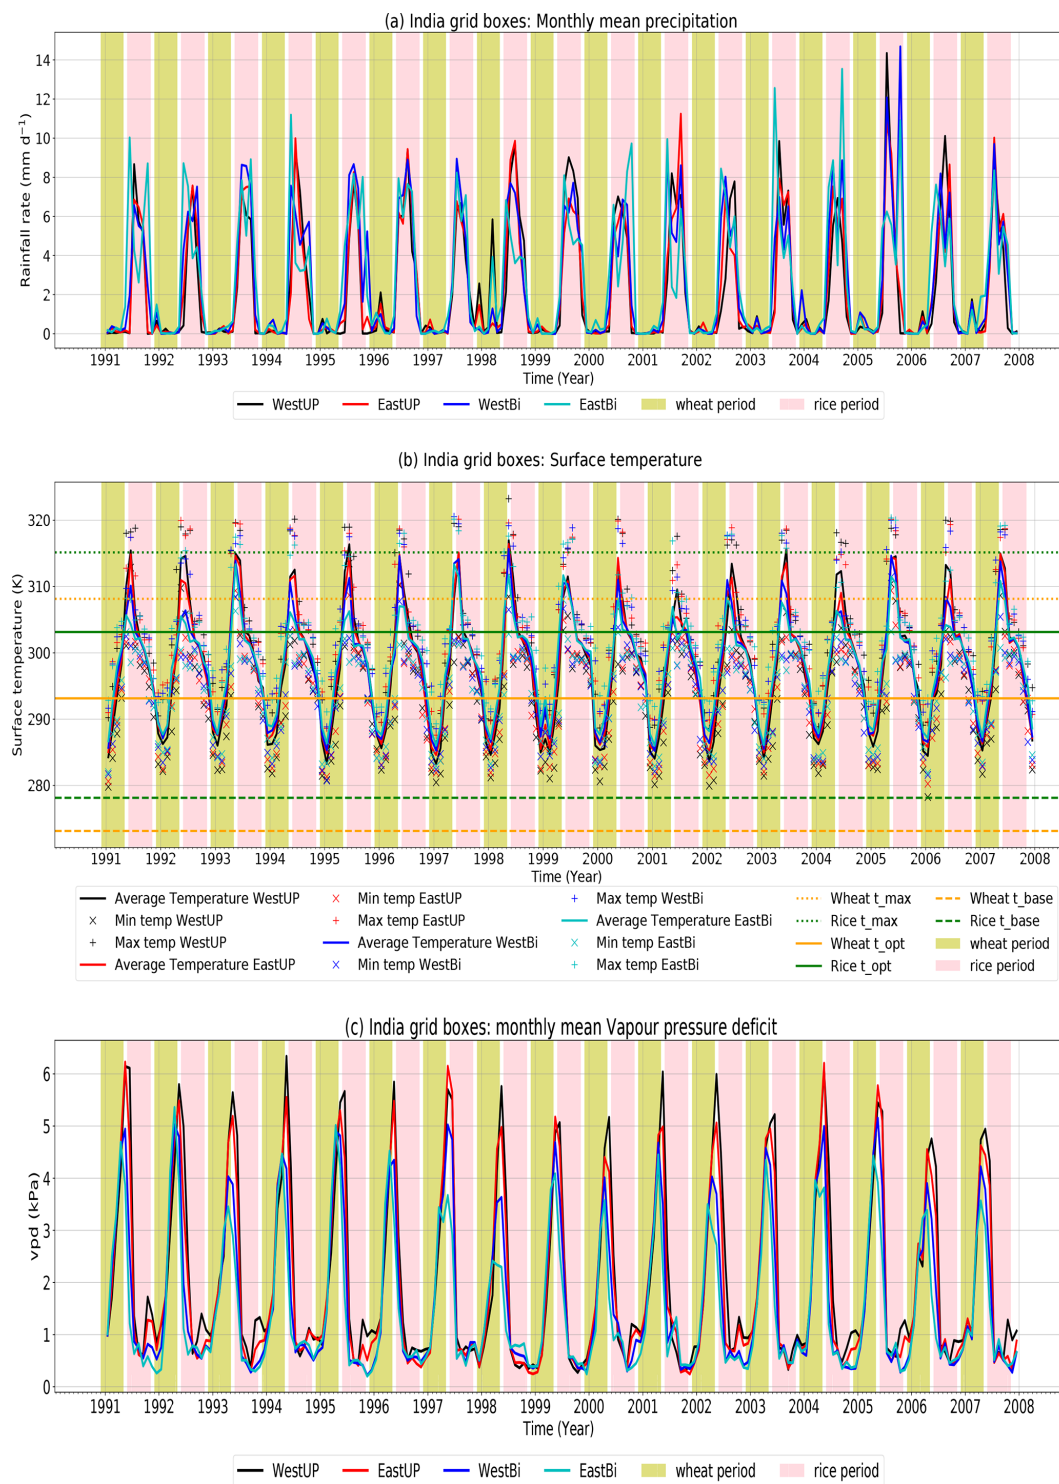 (a) India grid boxes: Monthly mean precipitation
Rainfall rate (mm d⁻¹)
14
12
10
8
6
4
2
0
1991 1992 1993 1994 1995 1996 1997 1998 1999 2000 2001 2002 2003 2004 2005 2006 2007 2008
Time (Year)
WestUP EastUP WestBi EastBi wheat period rice period
(b) India grid boxes: Surface temperature
Surface temperature (K)
320
310
300
290
280
1991 1992 1993 1994 1995 1996 1997 1998 1999 2000 2001 2002 2003 2004 2005 2006 2007 2008
Time (Year)
Average Temperature WestUP Min temp EastUP Max temp WestBi Wheat t_max Wheat t_base
Min temp WestUP Max temp EastUP Average Temperature EastBi Rice t_max Rice t_base
Max temp WestUP Average Temperature WestBi Min temp EastBi Wheat t_opt wheat period
Average Temperature EastUP Min temp WestBi Max temp EastBi Rice t_opt rice period
(c) India grid boxes: monthly mean Vapour pressure deficit
vpd (kPa)
6
5
4
3
2
1
0
1991 1992 1993 1994 1995 1996 1997 1998 1999 2000 2001 2002 2003 2004 2005 2006 2007 2008
Time (Year)
WestUP EastUP WestBi EastBi wheat period rice period